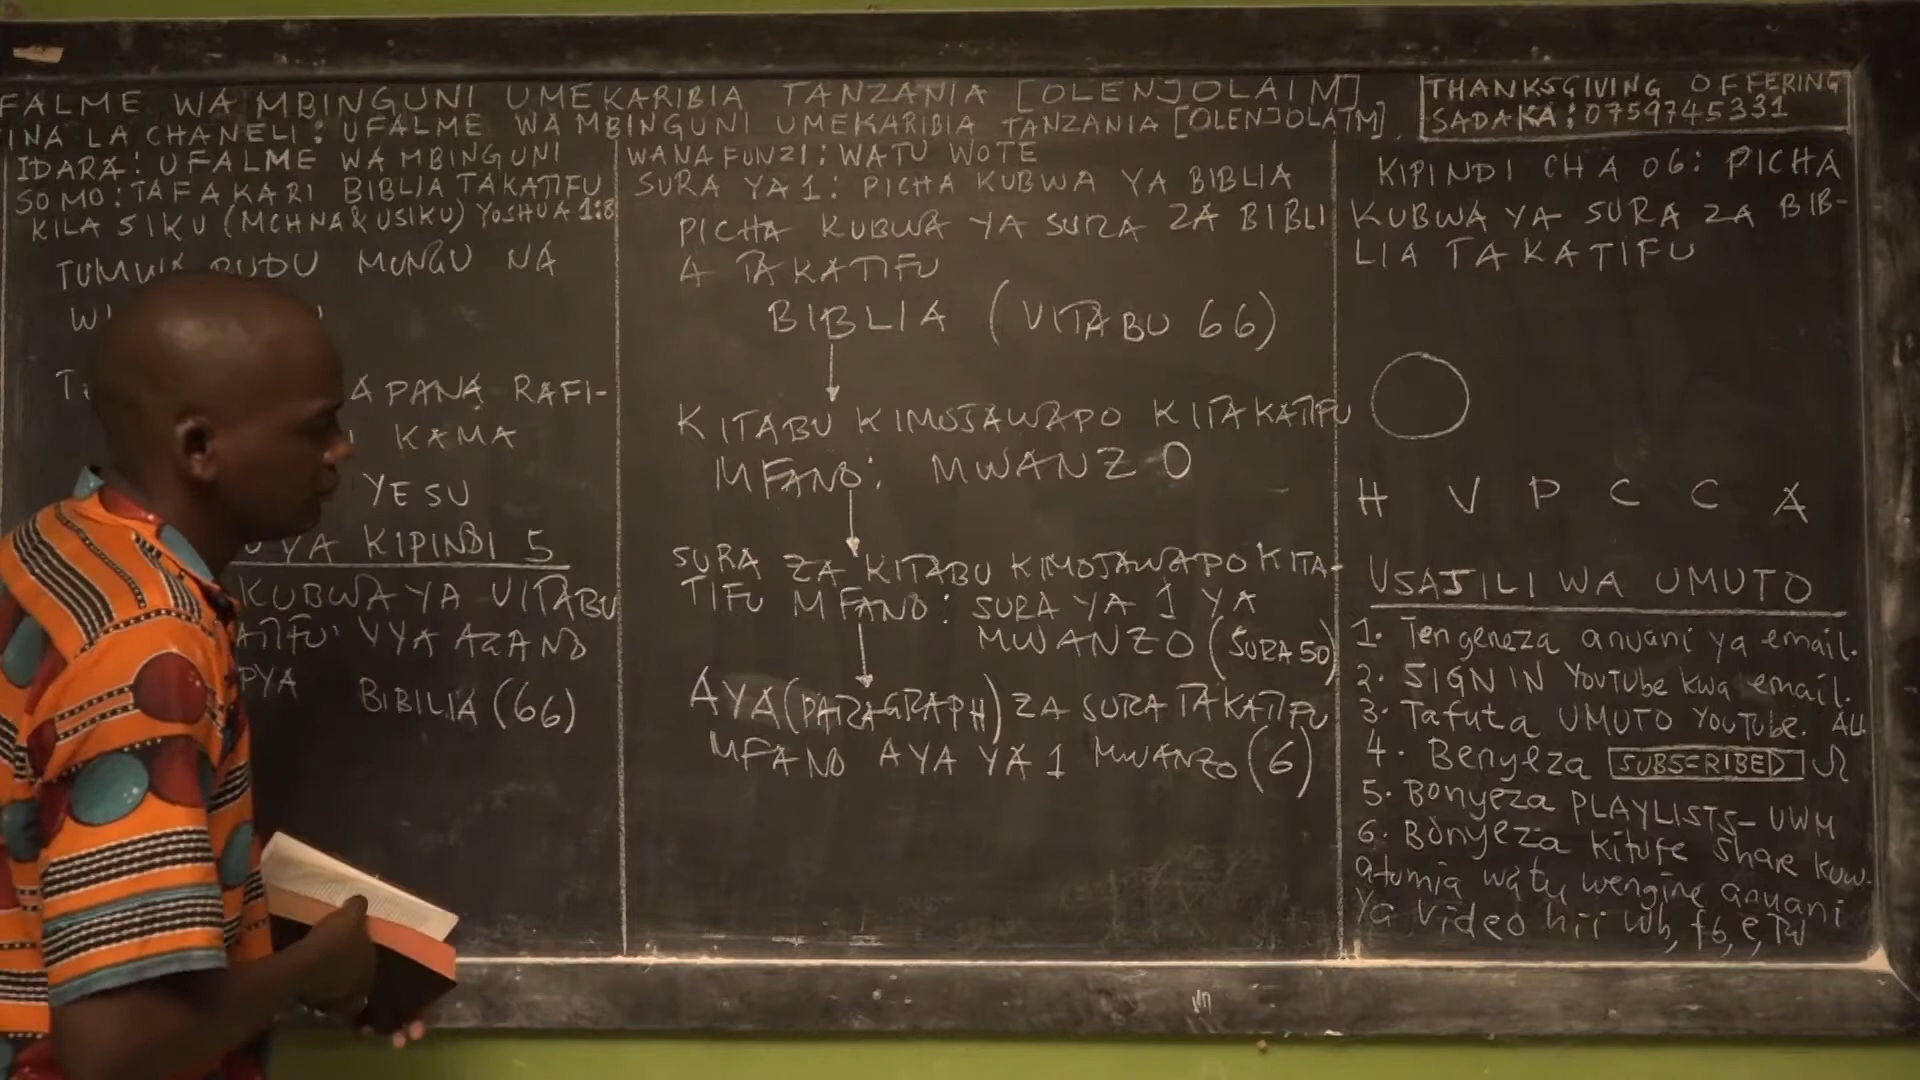 FALME WA MBINGUNI UMEKARIBIA TANZANIA [OLENJOLAIM]
INA LA CHANELI: UFALME WA MBINGUNI UMEKARIBIA TANZANIA [OLENJOLAIM]
THANKSGIVING OFFERING
SADAKA: 0759745331
IDARA: UFALME WA MBINGUNI
SOMO: TAFAKARI BIBLIA TAKATIFU
KILA SIKU (MCHNA & USIKU) YOSHUA 1:8
MUNGU NA
APANA RAFI-
KAMA
YESU
YA KIPINDI 5
KUBWA YA VITABU
ATIFU VYA AGANO
PYA BIBILIA (66)
WANAFUNZI: WATU WOTE
SURA YA 1: PICHA KUBWA YA BIBLIA
PICHA KUBWA YA SURA ZA BIBLI
A TAKATIFU
BIBLIA (VITABU 66)
KITABU KIMOJAWAPO KITAKATIFU
MFANO: MWANZO
SURA ZA KITABU KIMOJAWAPO KITA-
TIFU MFANO: SURA YA 1 YA
MWANZO (SURA 50)
AYA (PARAGRAPH) ZA SURA TAKATIFU
MFANO AYA YA 1 MWANZO (6)
KIPINDI CHA 06: PICHA
KUBWA YA SURA ZA BIB-
LIA TAKATIFU
H V P C C A
USAJILI WA UMUTO
1. Tengeneza anuani ya email.
2. SIGN IN YOUTUBE kwa email.
3. Tafuta UMUTO YOUTUBE. ALL
4. Benyeza SUBSCRIBED
5. Bonyeza PLAYLISTS-UWM
6. Bonyeza kitufe share kuw-
atumia watu wengine anuani
ya video hii wb, fb, e, TW